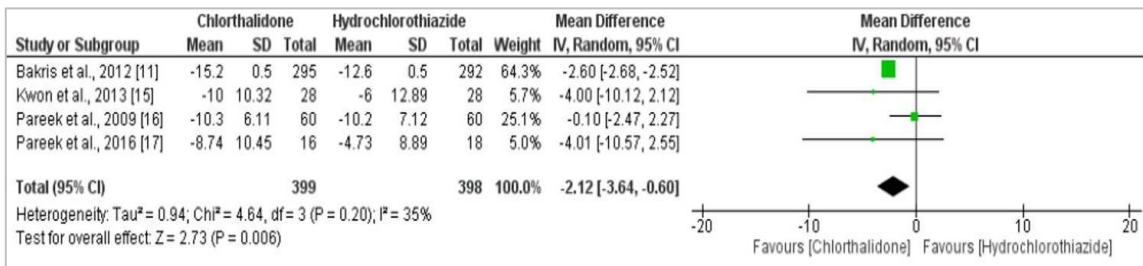 Chlorthalidone Hydrochlorothiazide Mean Difference Mean Difference
Study or Subgroup Mean SD Total Mean SD Total Weight IV, Random, 95% CI IV, Random, 95% CI
Bakris et al., 2012 [11] -15.2 0.5 295 -12.6 0.5 292 64.3% -2.60 [-2.68, -2.52]
Kwon et al., 2013 [15] -10 10.32 28 -6 12.89 28 5.7% -4.00 [-10.12, 2.12]
Pareek et al., 2009 [16] -10.3 6.11 60 -10.2 7.12 60 25.1% -0.10 [-2.47, 2.27]
Pareek et al., 2016 [17] -8.74 10.45 16 -4.73 8.89 18 5.0% -4.01 [-10.57, 2.55]
Total (95% CI) 399 398 100.0% -2.12 [-3.64, -0.60]
Heterogeneity: Tau² = 0.94; Chi² = 4.64, df = 3 (P = 0.20); I² = 35%
Test for overall effect: Z = 2.73 (P = 0.006)
-20 -10 0 10 20
Favours [Chlorthalidone] Favours [Hydrochlorothiazide]